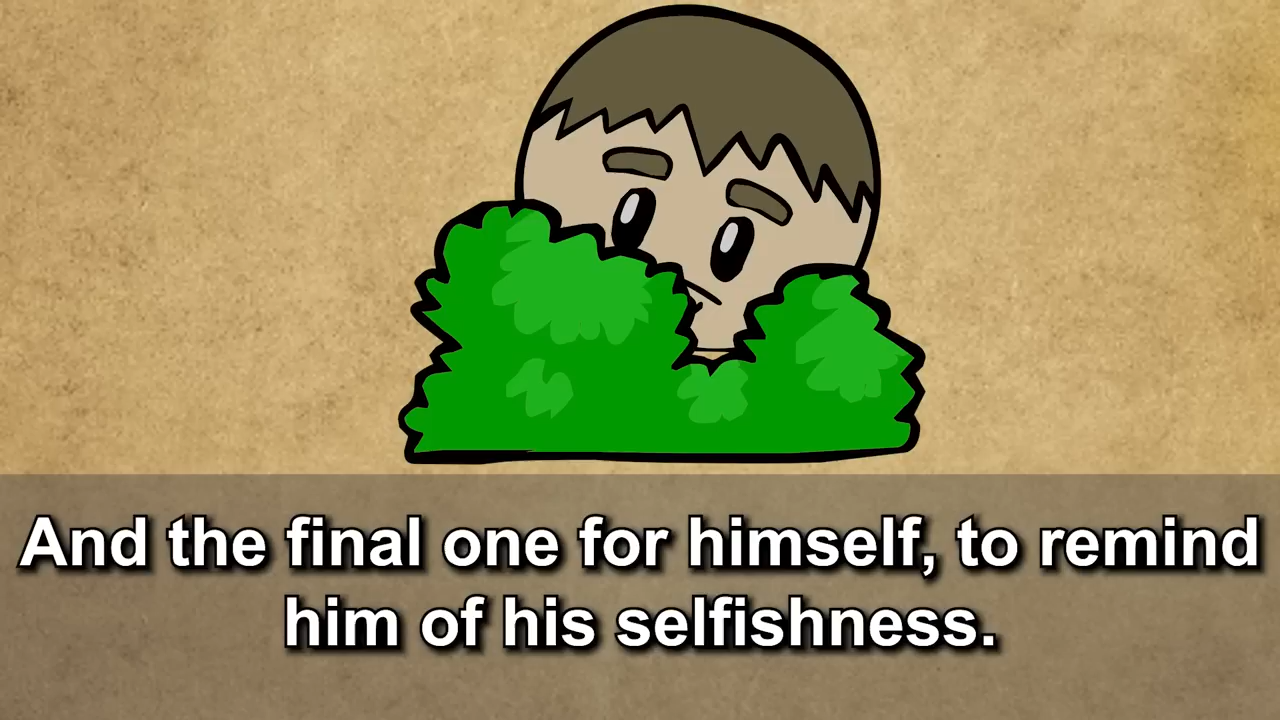 And the final one for himself, to remind
him of his selfishness.